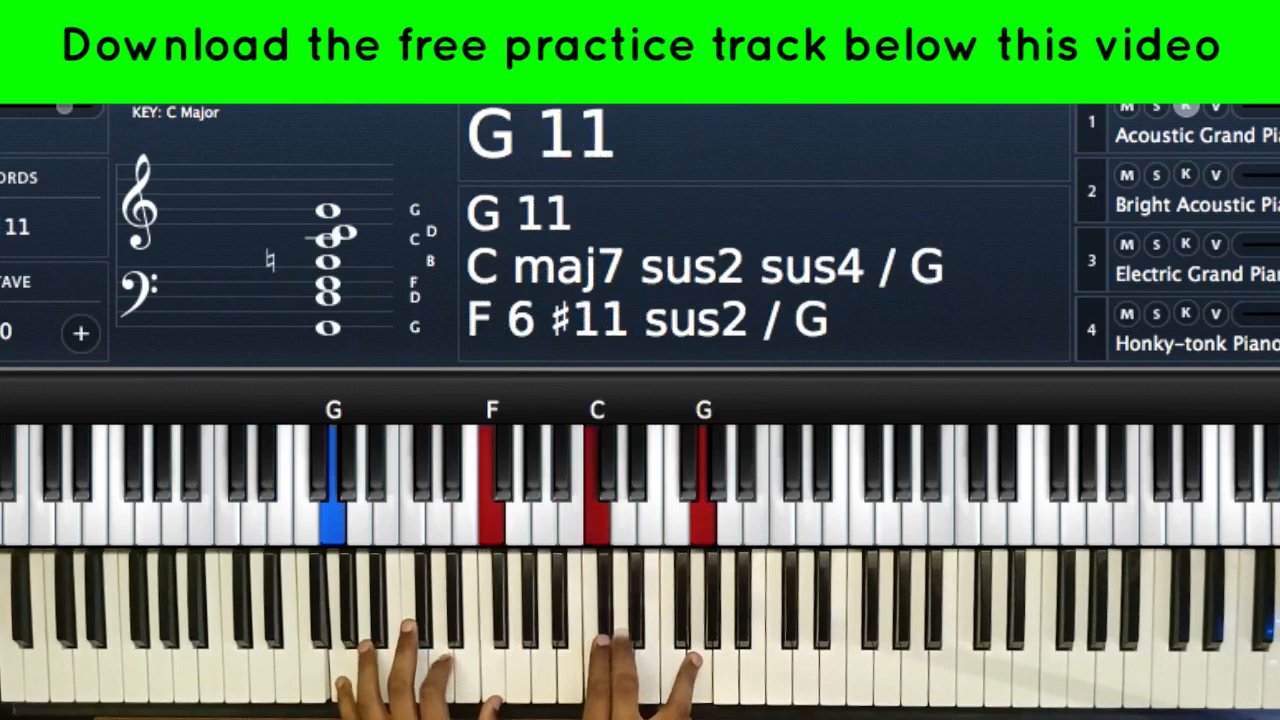 Download the free practice track below this video
KEY: C Major
G 11
ORDS
11
G 11
C maj7 sus2 sus4 / G
F 6 ♯11 sus2 / G
G
D
C
B
F
D
G
TAVE
0
+
1
M S K V
Acoustic Grand Pia
2
M S K V
Bright Acoustic Pia
3
M S K V
Electric Grand Pian
4
M S K V
Honky-tonk Piano
G F C G